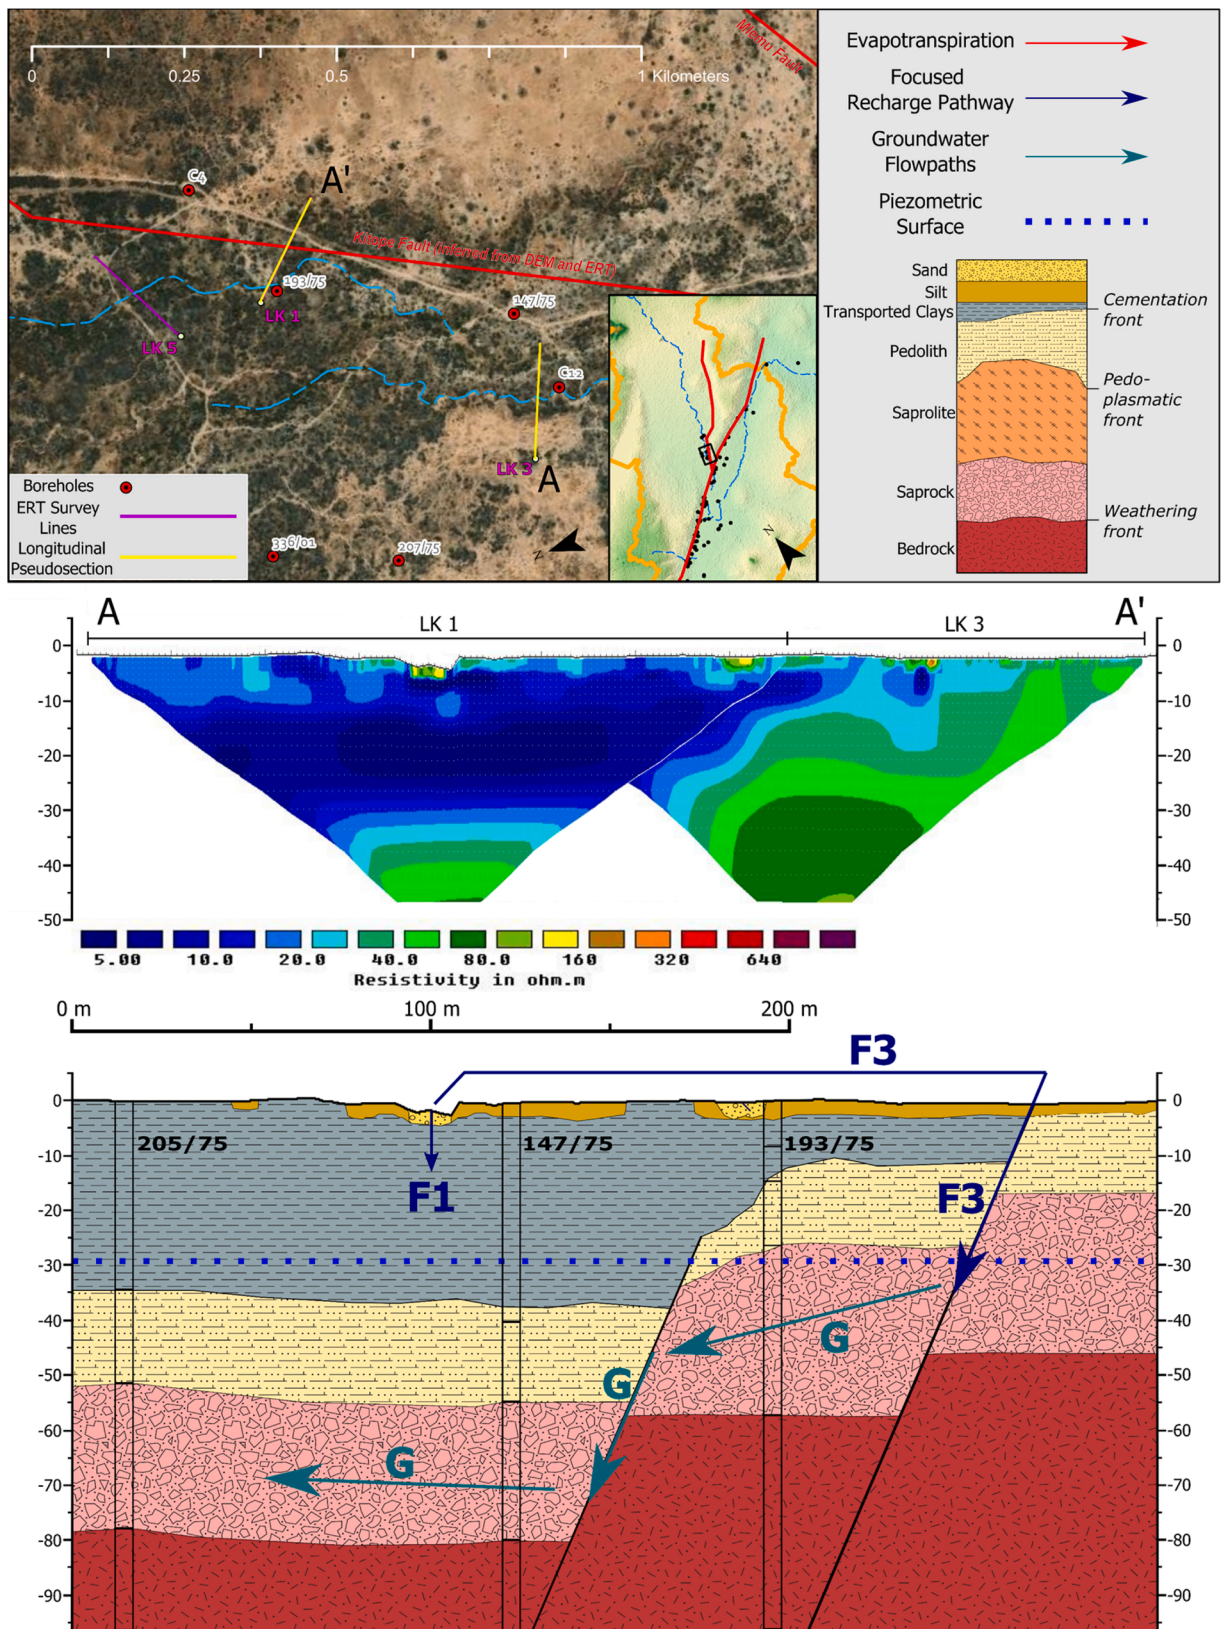 0 0.25 0.5 1 Kilometers
Mlemu Fault
C4
A'
Kitope Fault (inferred from DEM and ERT)
193/75
LK 1
147/75
LK 5
C12
LK 3
A
336/01
207/75
N
N
Boreholes
ERT Survey
Lines
Longitudinal
Pseudosection
Evapotranspiration
Focused
Recharge Pathway
Groundwater
Flowpaths
Piezometric
Surface
Sand
Silt
Transported Clays
Pedolith
Saprolite
Saprock
Bedrock
Cementation
front
Pedo-
plasmatic
front
Weathering
front
A A'
LK 1 LK 3
0 0
-10 -10
-20 -20
-30 -30
-40 -40
-50 -50
5.00 10.0 20.0 40.0 80.0 160 320 640
Resistivity in ohm.m
0 m 100 m 200 m
F3
0 0
205/75 147/75 193/75
-10 -10
F1 F3
-20 -20
-30 -30
G
-40 -40
G
-50 -50
-60 -60
G
-70 -70
-80 -80
-90 -90